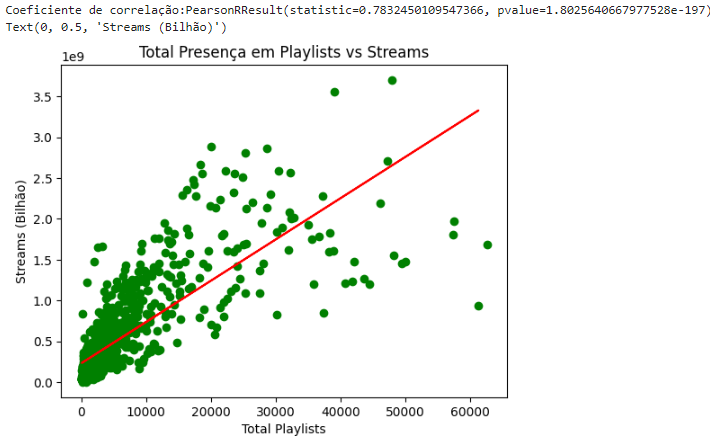 Coeficiente de correlação:PearsonRResult(statistic=0.7832450109547366, pvalue=1.8025640667977528e-197)
Text(0, 0.5, 'Streams (Bilhão)')
Total Presença em Playlists vs Streams
1e9
3.5
3.0
2.5
2.0
1.5
1.0
0.5
0.0
Streams (Bilhão)
0 10000 20000 30000 40000 50000 60000
Total Playlists